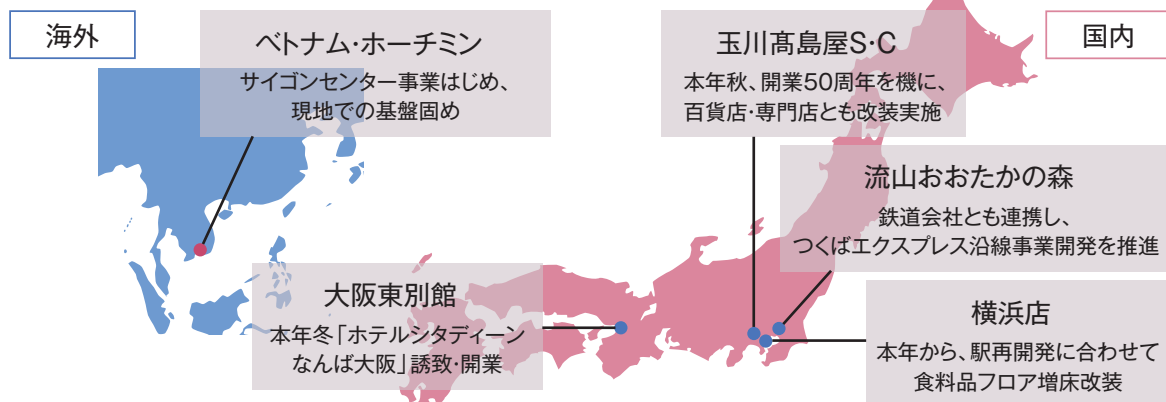 海外
ベトナム・ホーチミン
サイゴンセンター事業はじめ、
現地での基盤固め
玉川髙島屋S・C
本年秋、開業50周年を機に、
百貨店・専門店とも改装実施
国内
流山おおたかの森
鉄道会社とも連携し、
つくばエクスプレス沿線事業開発を推進
大阪東別館
本年冬「ホテルシタディーン
なんば大阪」誘致・開業
横浜店
本年から、駅再開発に合わせて
食料品フロア増床改装